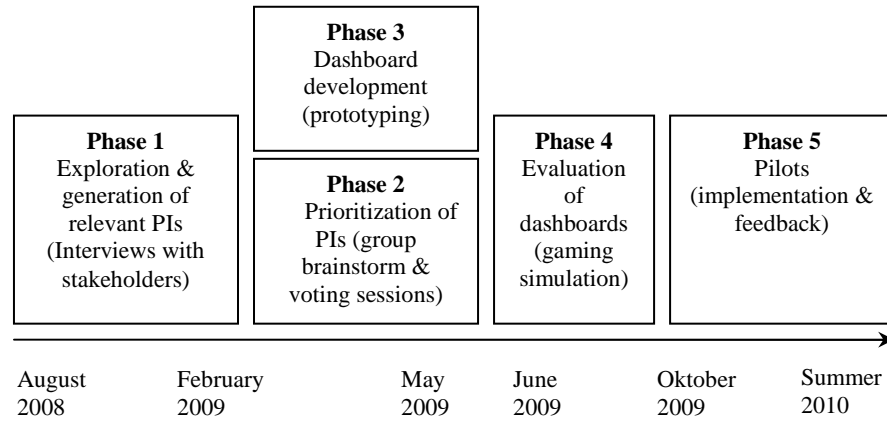 Phase 1
Exploration &
generation of
relevant PIs
(Interviews with
stakeholders)
Phase 3
Dashboard
development
(prototyping)
Phase 2
Prioritization of
PIs (group
brainstorm &
voting sessions)
Phase 4
Evaluation
of
dashboards
(gaming
simulation)
Phase 5
Pilots
(implementation &
feedback)
August
2008
February
2009
May
2009
June
2009
Oktober
2009
Summer
2010